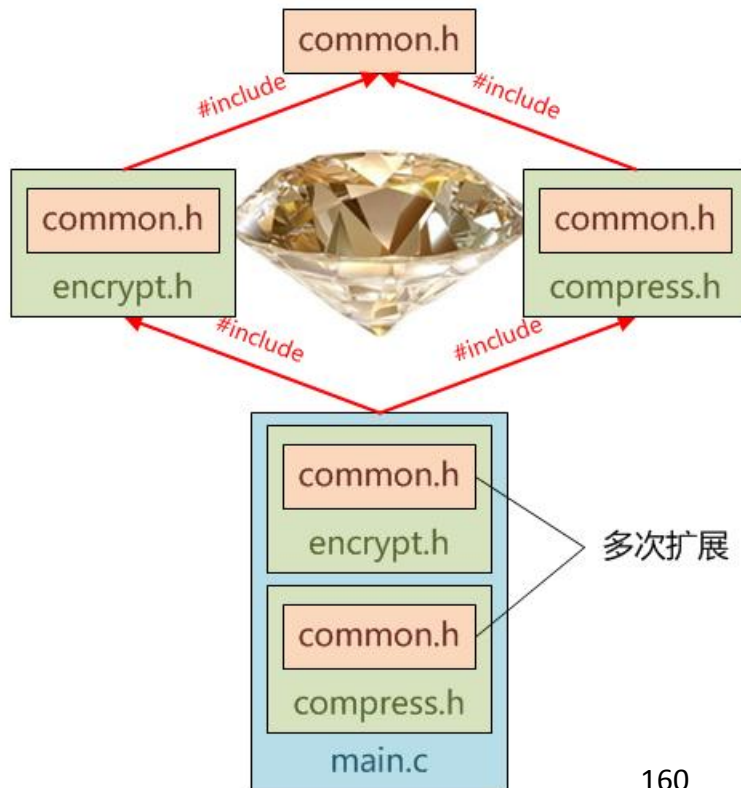 common.h
#include
#include
common.h
encrypt.h
common.h
compress.h
#include
#include
common.h
encrypt.h
多次扩展
common.h
compress.h
main.c
160